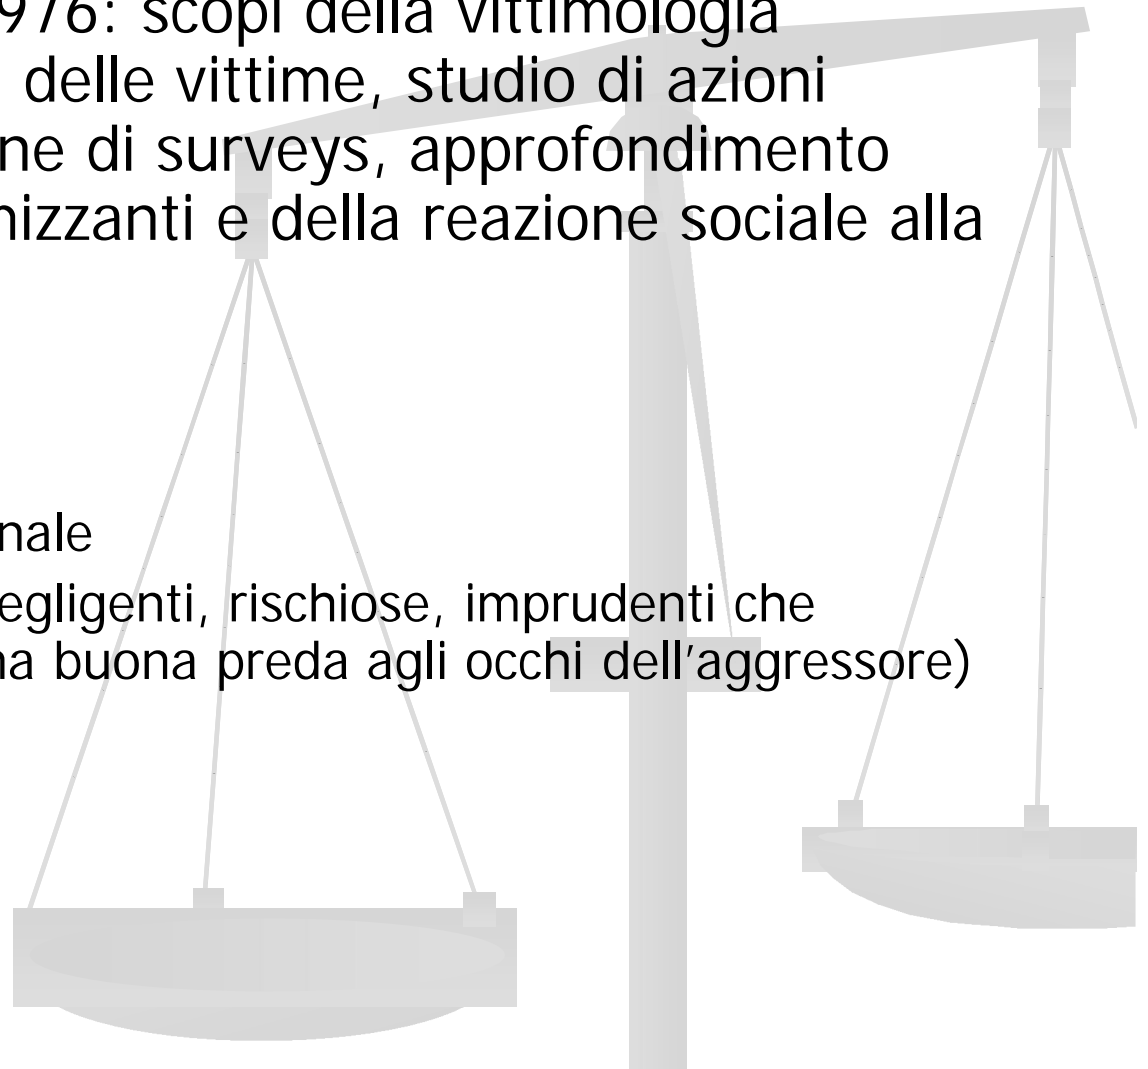 976: scopi della vittimologia
delle vittime, studio di azioni
ne di surveys, approfondimento
nizzanti e della reazione sociale alla
nale
egligenti, rischiose, imprudenti che
na buona preda agli occhi dell'aggressore)